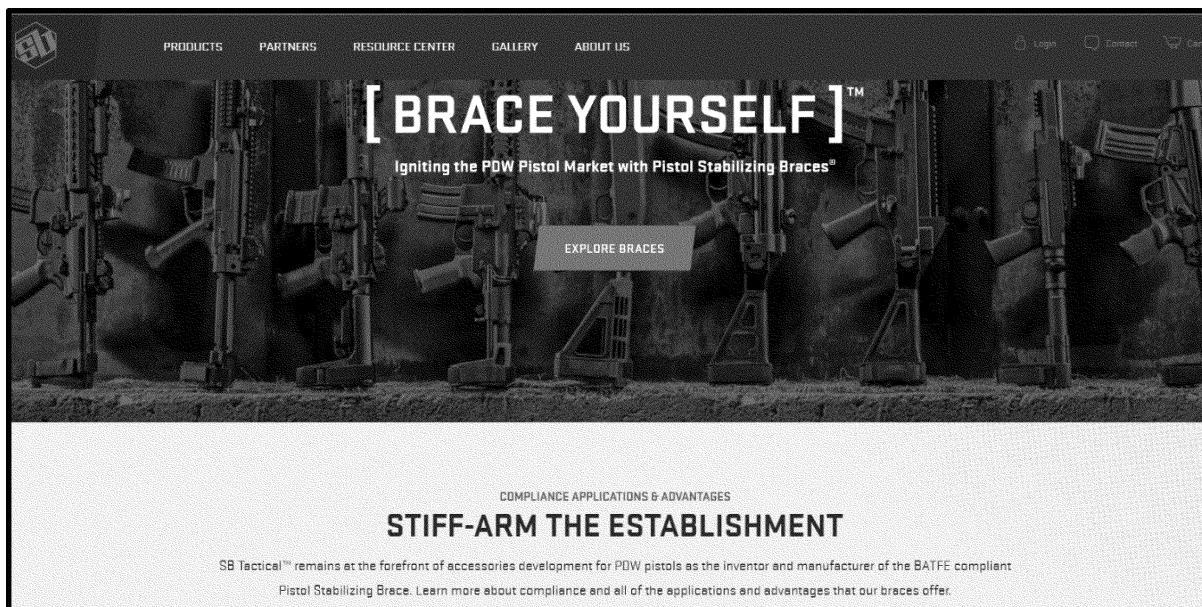 SB
PRODUCTS PARTNERS RESOURCE CENTER GALLERY ABOUT US Login Contact
[ BRACE YOURSELF ]™
Igniting the PDW Pistol Market with Pistol Stabilizing Braces®
EXPLORE BRACES
COMPLIANCE APPLICATIONS & ADVANTAGES
STIFF-ARM THE ESTABLISHMENT
SB Tactical™ remains at the forefront of accessories development for PDW pistols as the inventor and manufacturer of the BATFE compliant
Pistol Stabilizing Brace. Learn more about compliance and all of the applications and advantages that our braces offer.